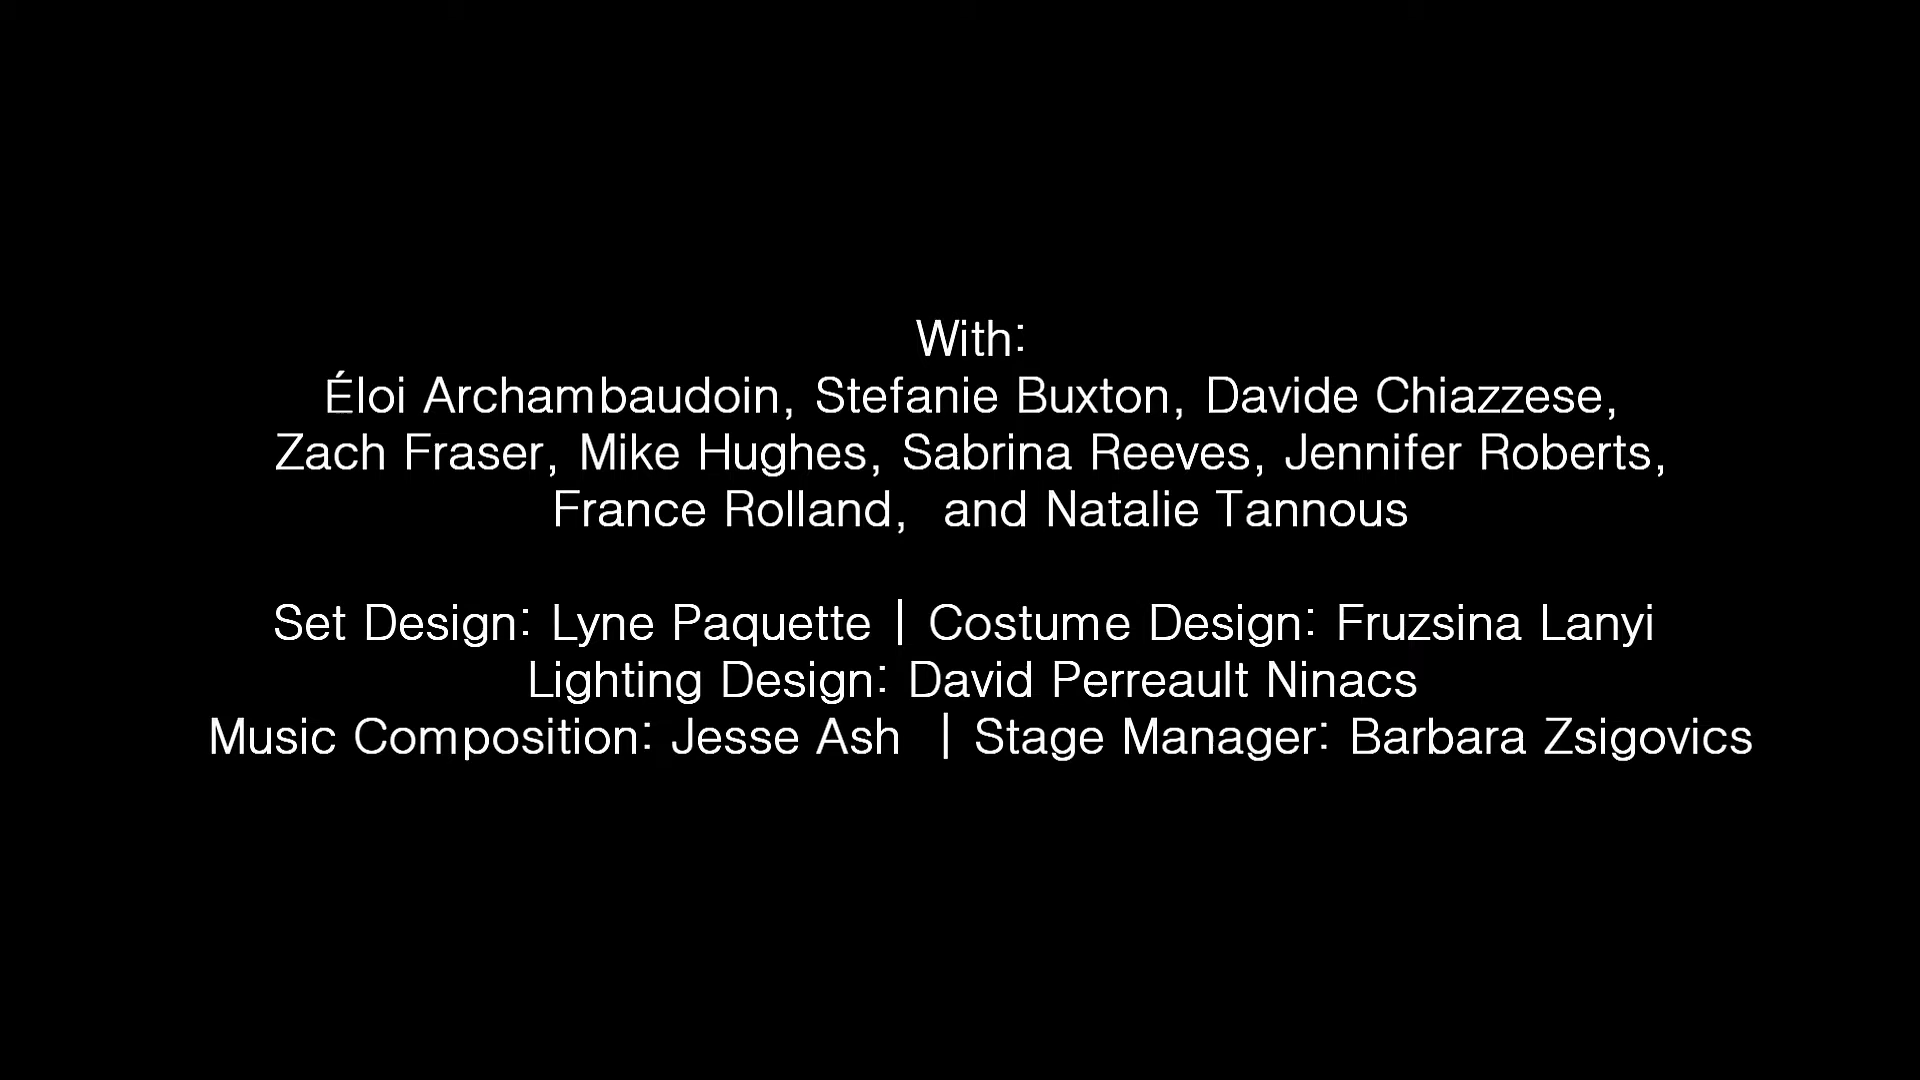 With:
Éloi Archambaudoin, Stefanie Buxton, Davide Chiazzese,
Zach Fraser, Mike Hughes, Sabrina Reeves, Jennifer Roberts,
France Rolland,  and Natalie Tannous
Set Design: Lyne Paquette | Costume Design: Fruzsina Lanyi
Lighting Design: David Perreault Ninacs
Music Composition: Jesse Ash  | Stage Manager: Barbara Zsigovics